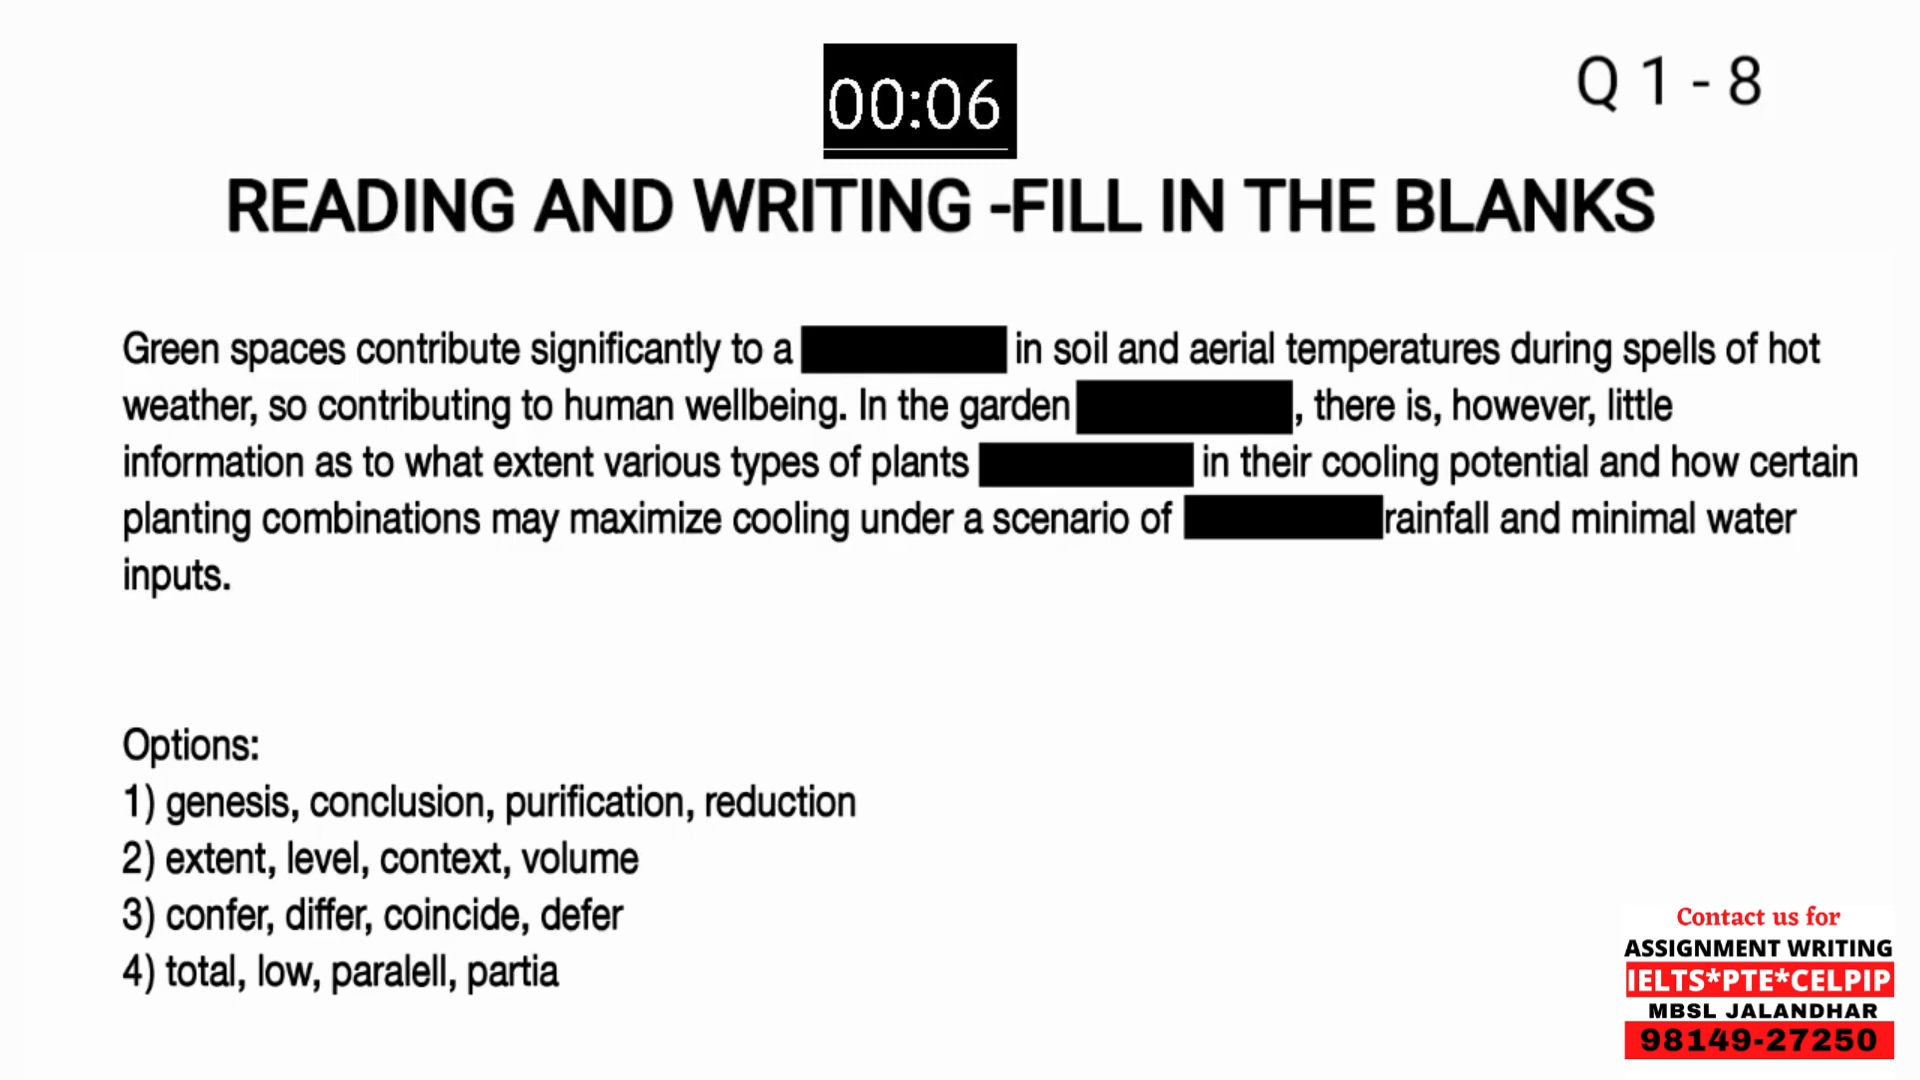 00:06
Q 1 - 8
READING AND WRITING -FILL IN THE BLANKS
Green spaces contribute significantly to a in soil and aerial temperatures during spells of hot
weather, so contributing to human wellbeing. In the garden , there is, however, little
information as to what extent various types of plants in their cooling potential and how certain
planting combinations may maximize cooling under a scenario of rainfall and minimal water
inputs.
Options:
1) genesis, conclusion, purification, reduction
2) extent, level, context, volume
3) confer, differ, coincide, defer
4) total, low, paralell, partia
Contact us for
ASSIGNMENT WRITING
IELTS*PTE*CELPIP
MBSL JALANDHAR
98149-27250